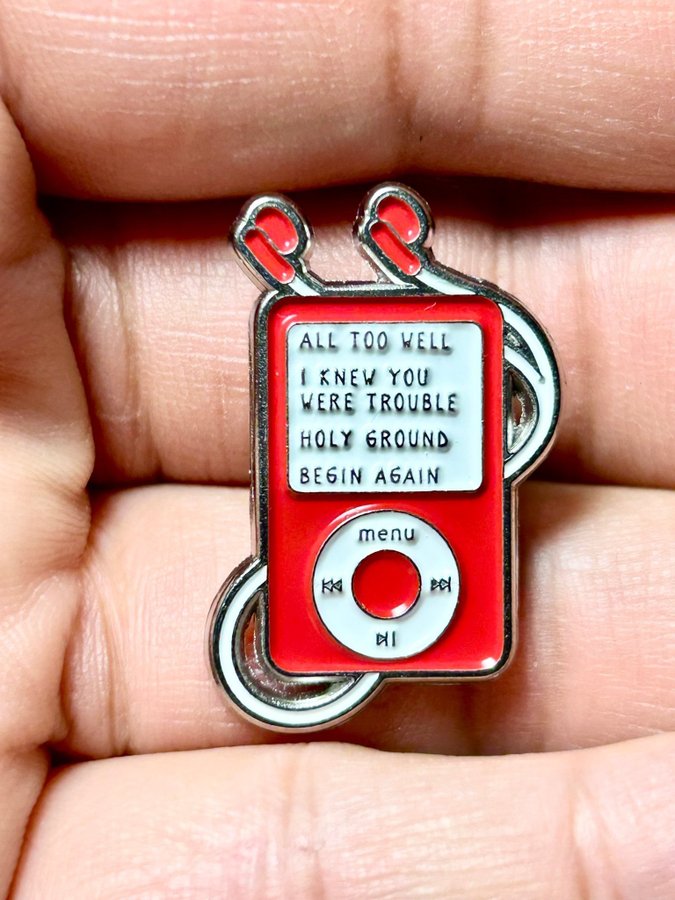 ALL TOO WELL
I KNEW YOU
WERE TROUBLE
HOLY GROUND
BEGIN AGAIN
menu